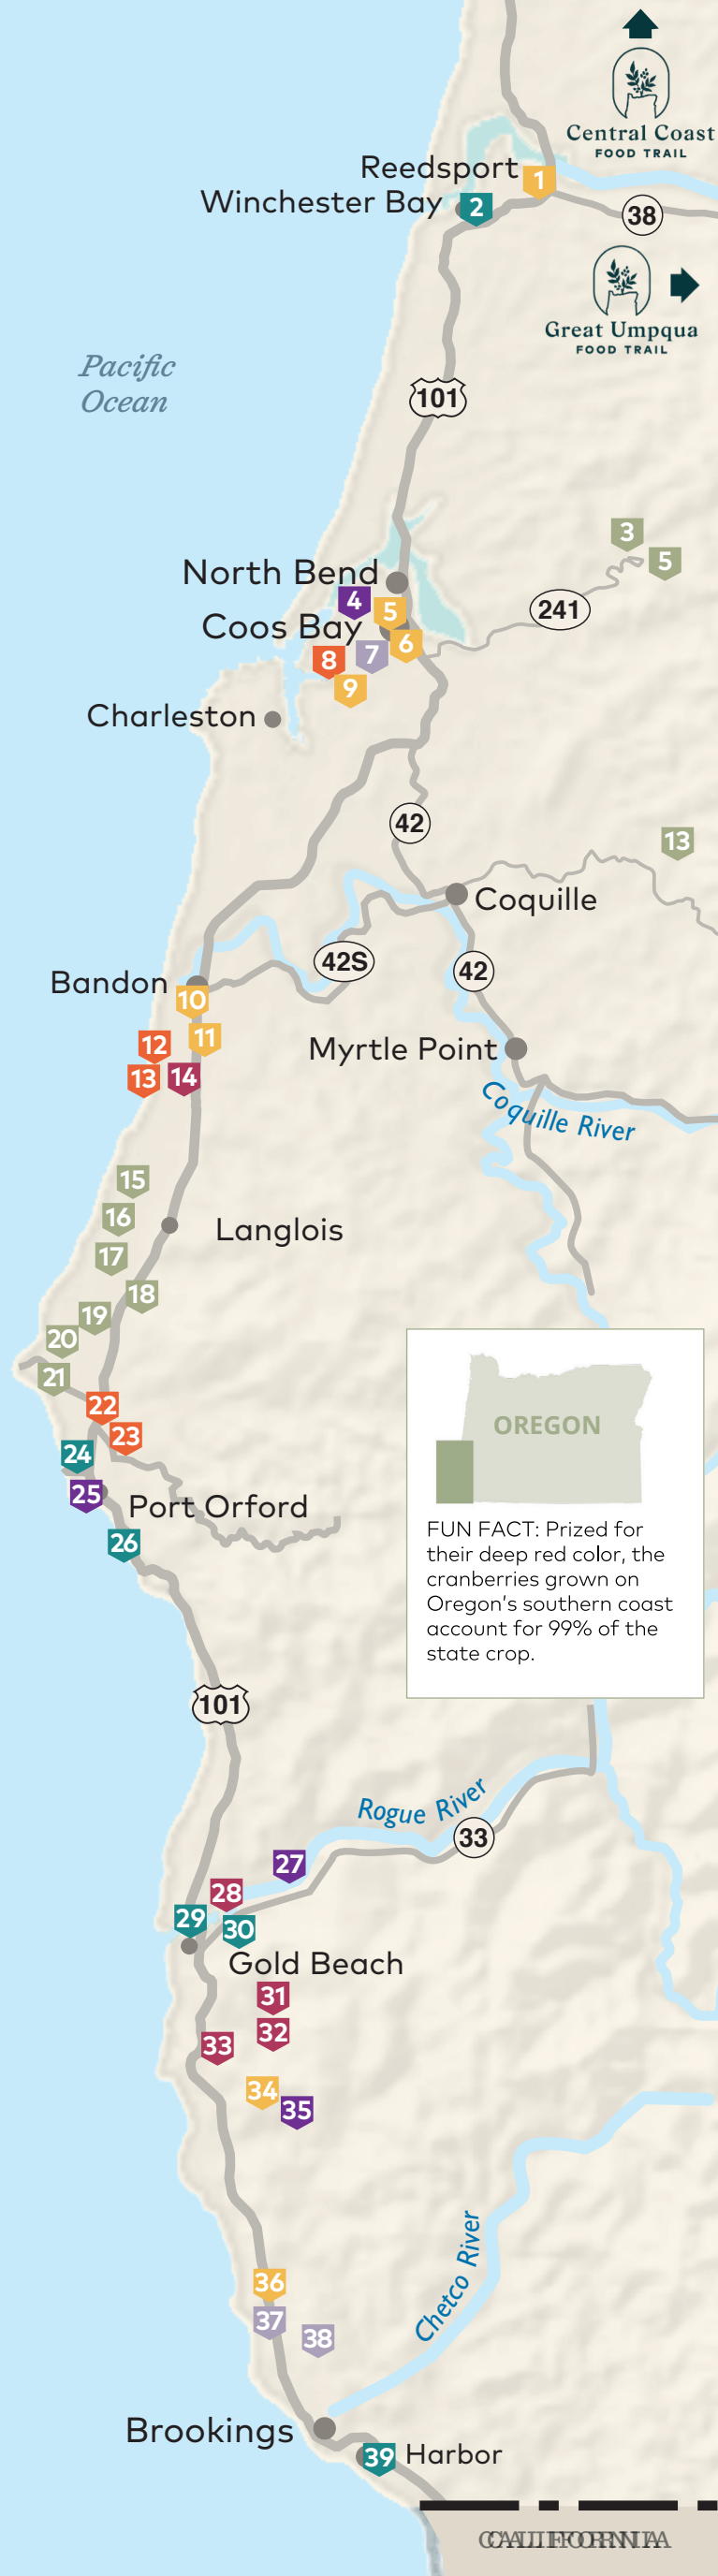 Central Coast
FOOD TRAIL
Reedsport
1
Winchester Bay
2
38
Great Umpqua
FOOD TRAIL
Pacific
Ocean
101
3
5
North Bend
4
5
241
Coos Bay
6
7
8
9
Charleston
42
13
Coquille
42S
42
Bandon
10
11
12
Myrtle Point
13
14
Coquille River
15
16
Langlois
17
18
19
20
21
22
23
24
25
Port Orford
26
OREGON
FUN FACT: Prized for
their deep red color, the
cranberries grown on
Oregon's southern coast
account for 99% of the
state crop.
101
Rogue River
33
27
28
29
30
Gold Beach
31
32
33
34
35
Chetco River
36
37
38
Brookings
39
Harbor
CALIFORNIA